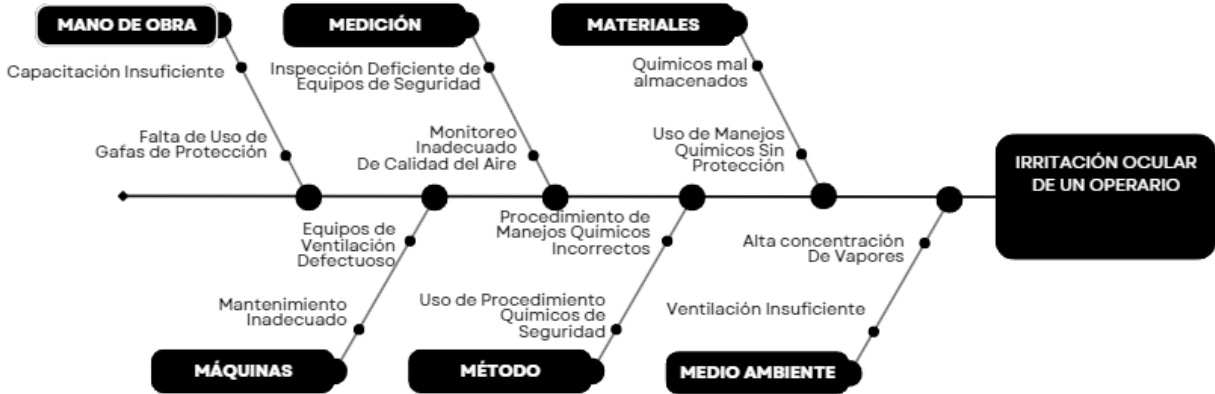 MANO DE OBRA
Capacitación Insuficiente
Falta de Uso de
Gafas de Protección
MEDICIÓN
Inspección Deficiente de
Equipos de Seguridad
Monitoreo
Inadecuado
De Calidad del Aire
MATERIALES
Químicos mal
almacenados
Uso de Manejos
Químicos Sin
Protección
IRRITACIÓN OCULAR
DE UN OPERARIO
Equipos de
Ventilación
Defectuoso
Mantenimiento
Inadecuado
MÁQUINAS
Procedimiento de
Manejos Químicos
Incorrectos
Uso de Procedimiento
Químicos de
Seguridad
MÉTODO
Alta concentración
De Vapores
Ventilación Insuficiente
MEDIO AMBIENTE